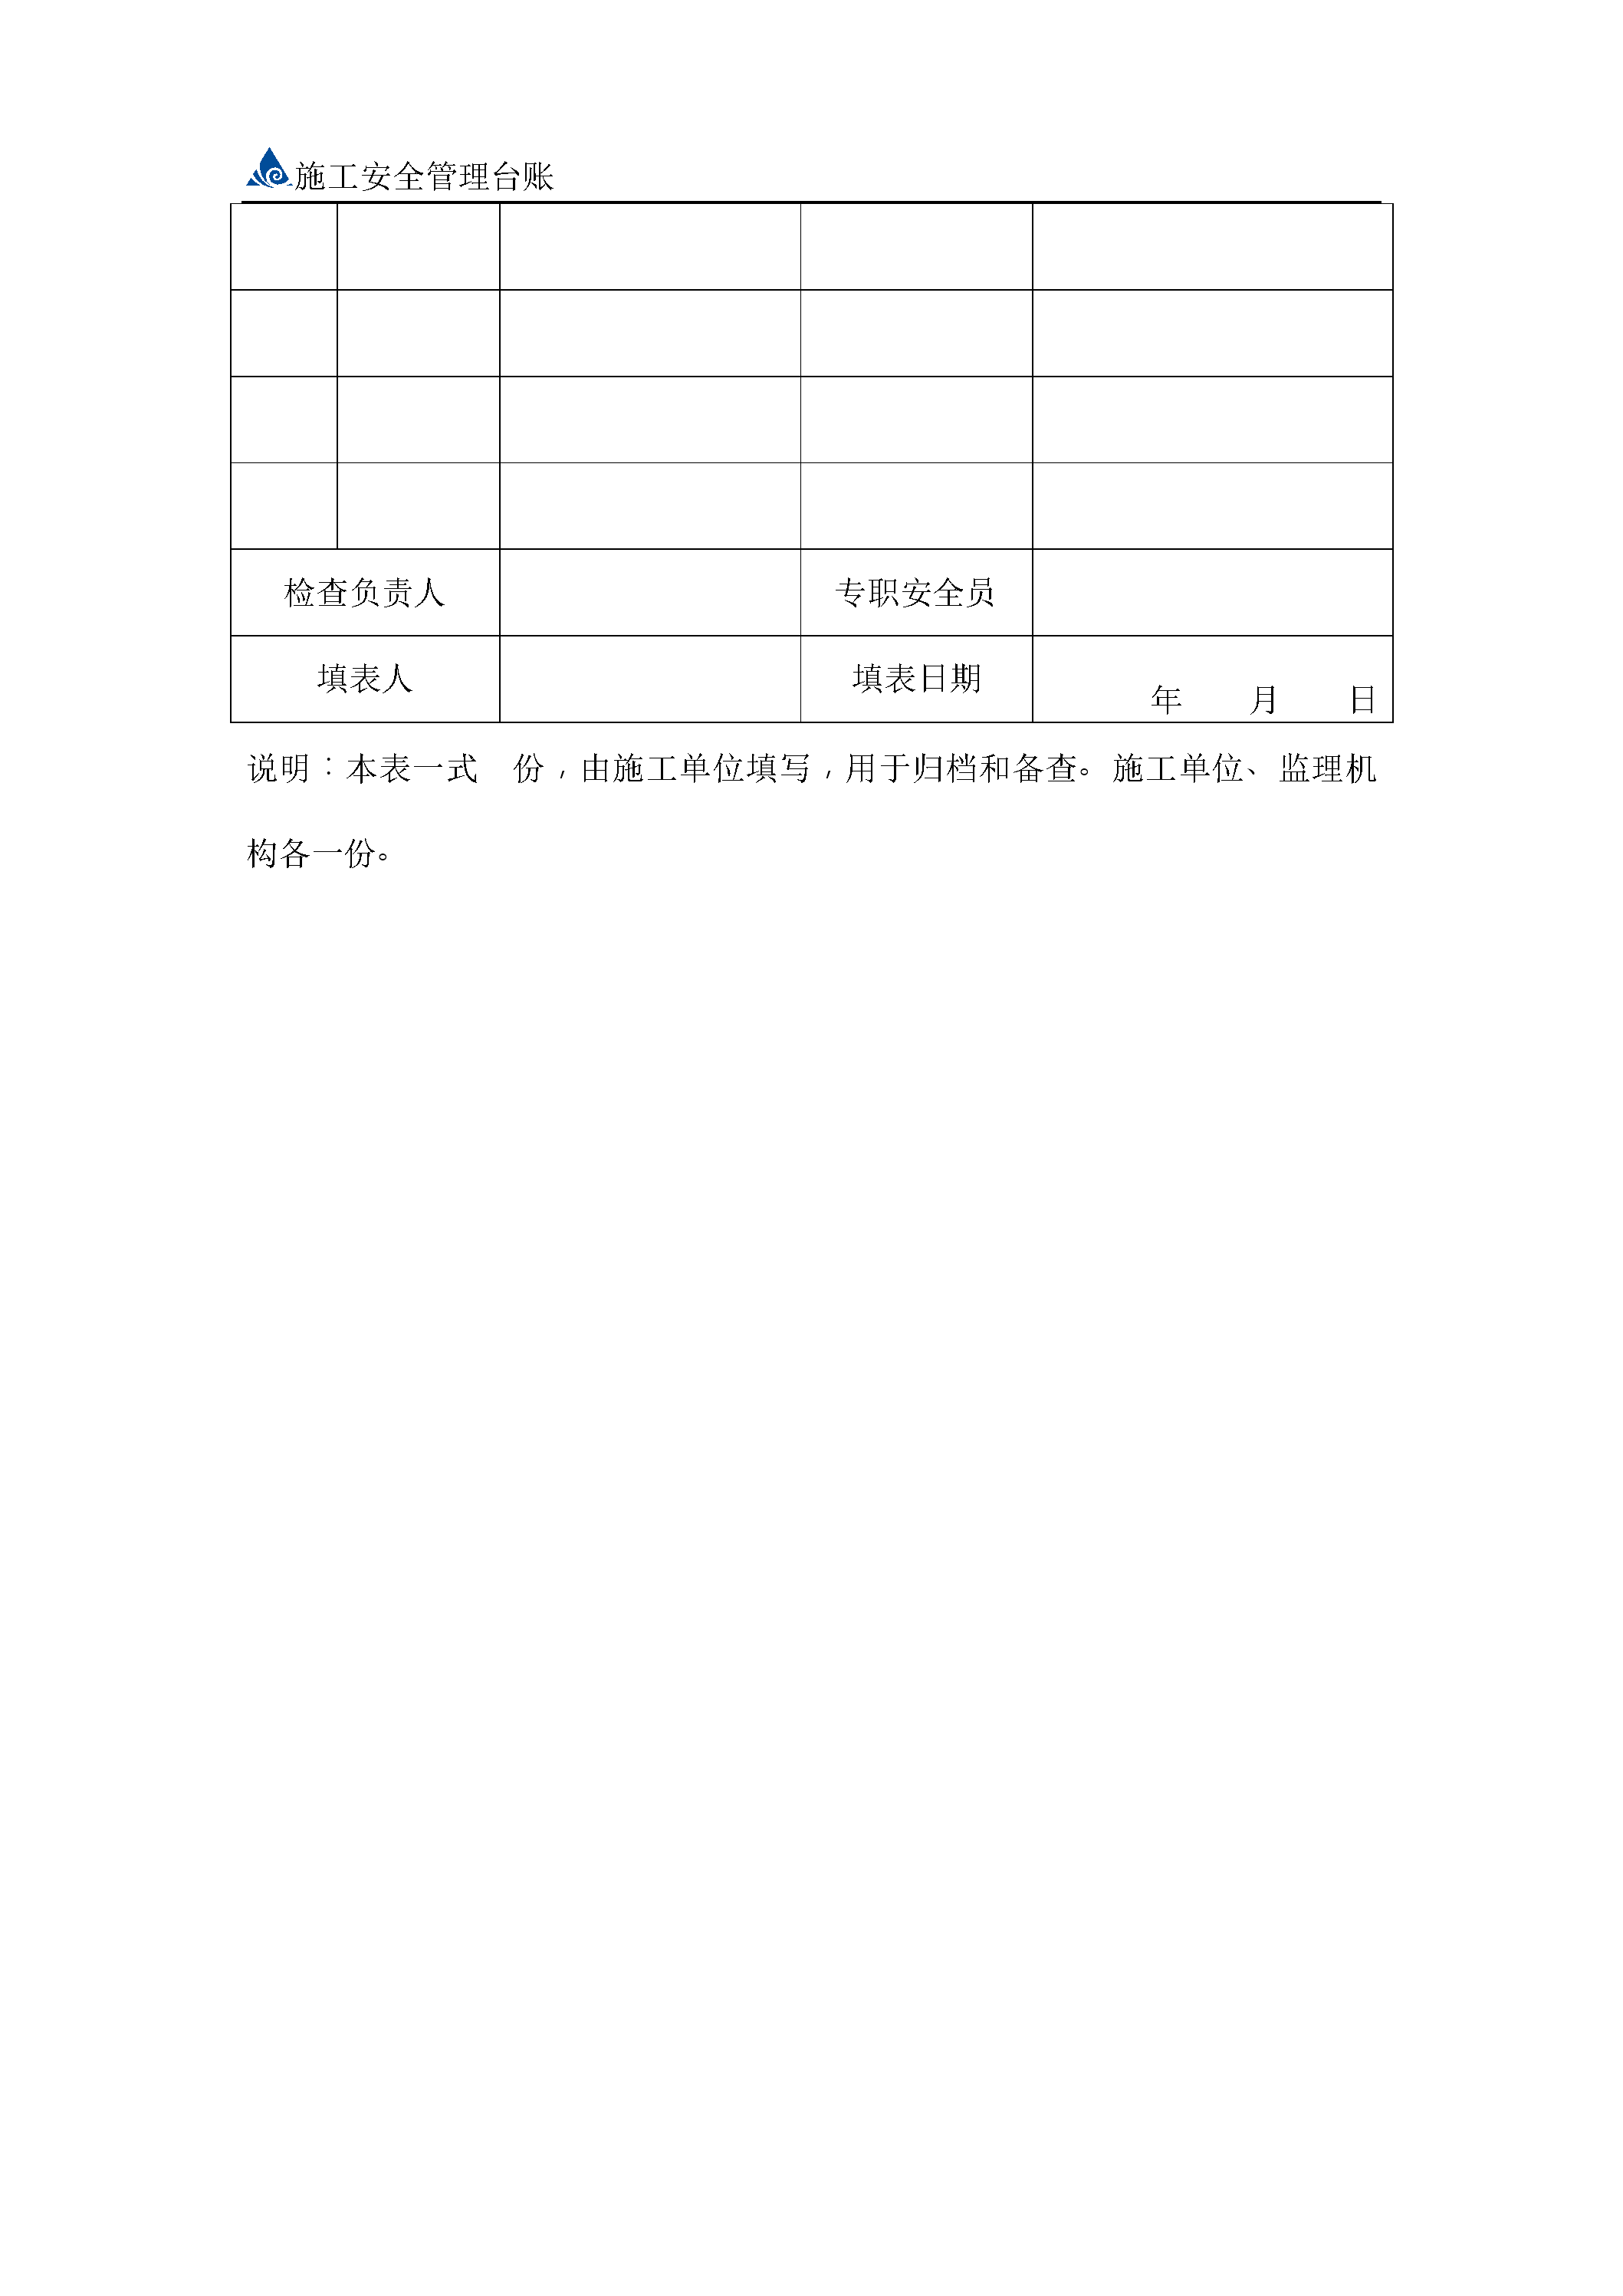 施工安全管理台账
检查负责人 专职安全员
填表人 填表日期 年 月 日
说明：本表一式 份，由施工单位填写，用于归档和备查。施工单位、监理机
构各一份。